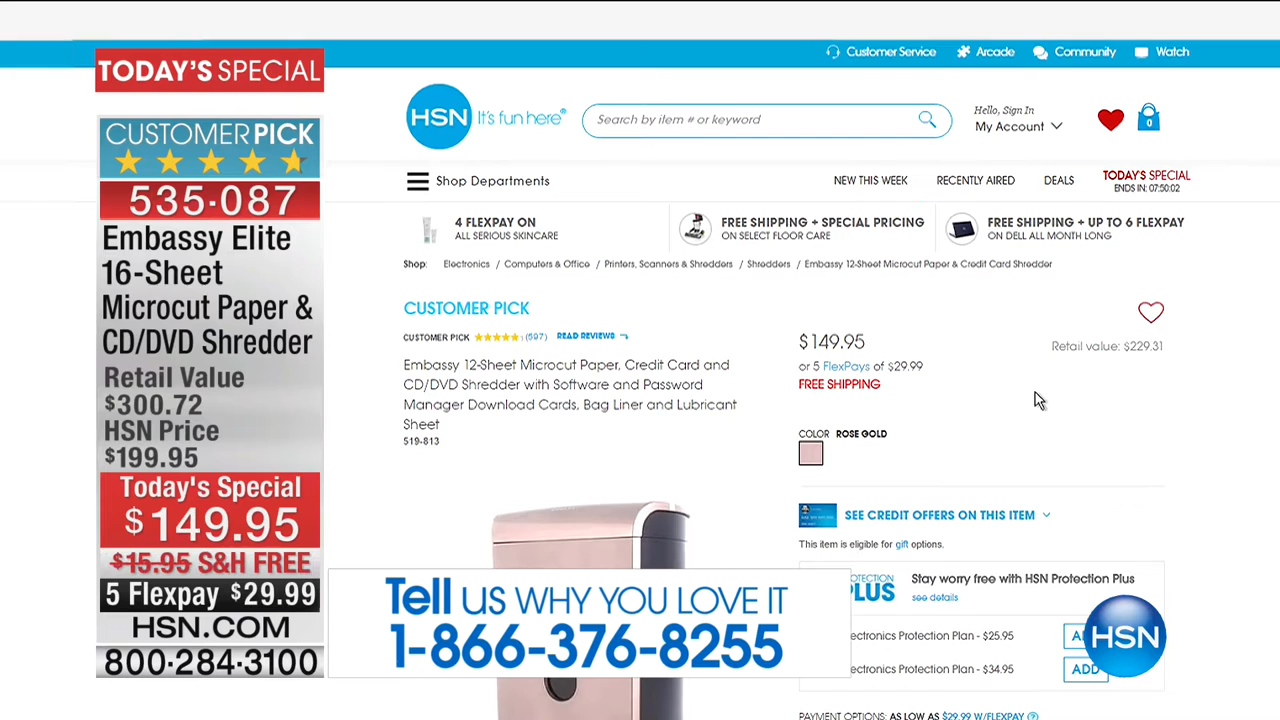 TODAY'S SPECIAL
CUSTOMER PICK
535-087
Embassy Elite
16-Sheet
Microcut Paper &
CD/DVD Shredder
Retail Value
$300.72
HSN Price
$199.95
Today's Special
$149.95
$15.95 S&H FREE
5 Flexpay $29.99
HSN.COM
800-284-3100
Customer Service
Arcade
Community
Watch
HSN It's fun here®
Search by item # or keyword
Hello, Sign In
My Account
0
Shop Departments
NEW THIS WEEK
RECENTLY AIRED
DEALS
TODAY'S SPECIAL
ENDS IN: 07:50:02
4 FLEXPAY ON
ALL SERIOUS SKINCARE
FREE SHIPPING + SPECIAL PRICING
ON SELECT FLOOR CARE
FREE SHIPPING + UP TO 6 FLEXPAY
ON DELL ALL MONTH LONG
Shop: Electronics / Computers & Office / Printers, Scanners & Shredders / Shredders / Embassy 12-Sheet Microcut Paper & Credit Card Shredder
CUSTOMER PICK
CUSTOMER PICK (597) READ REVIEWS
Embassy 12-Sheet Microcut Paper, Credit Card and
CD/DVD Shredder with Software and Password
Manager Download Cards, Bag Liner and Lubricant
Sheet
519-813
$149.95
Retail value: $229.31
or 5 FlexPays of $29.99
FREE SHIPPING
COLOR ROSE GOLD
SEE CREDIT OFFERS ON THIS ITEM
This item is eligible for gift options.
OTECTION
PLUS
Stay worry free with HSN Protection Plus
see details
ectronics Protection Plan - $25.95
ectronics Protection Plan - $34.95
ADD
HSN
PAYMENT OPTIONS: AS LOW AS $29.99 W/FLEXPAY
Tell us WHY YOU LOVE IT
1-866-376-8255